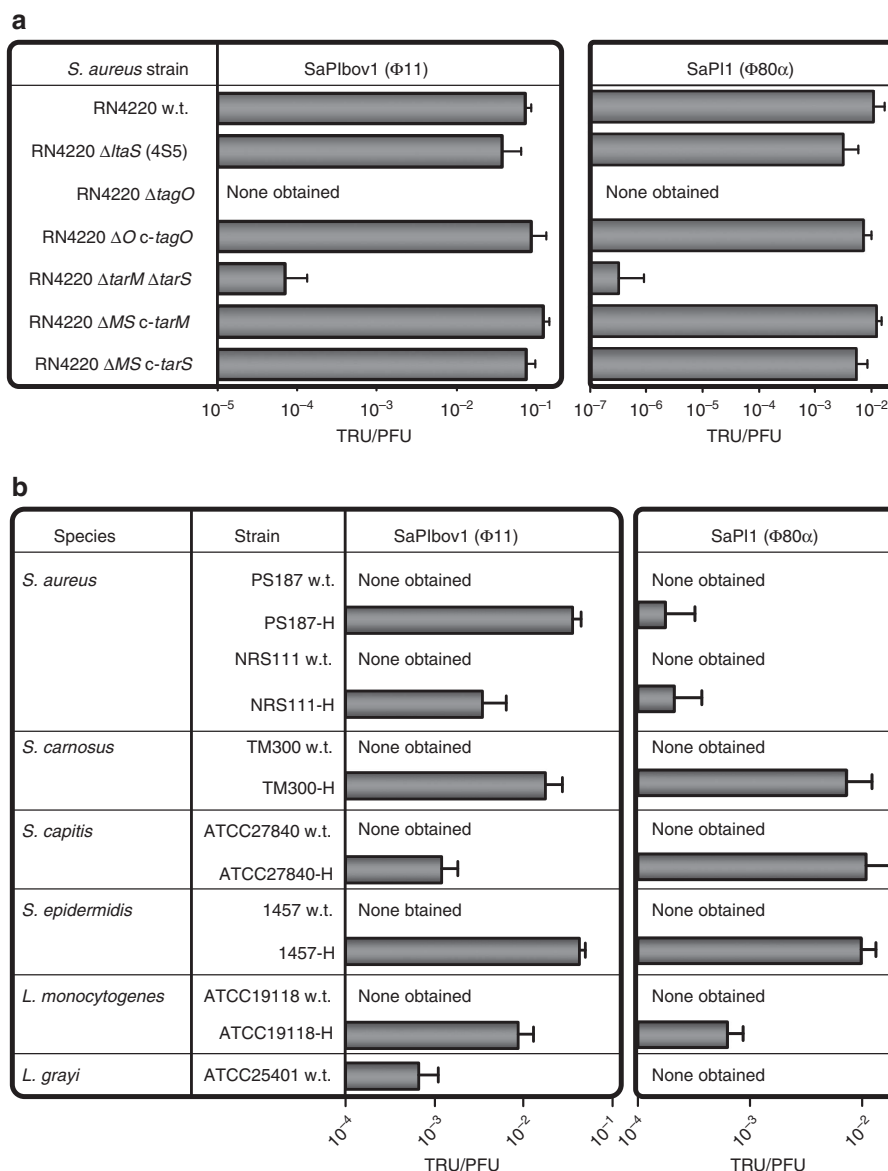 a
S. aureus strain SaPIbov1 (Φ11) SaPI1 (Φ80α)
RN4220 w.t.
RN4220 ΔltaS (4S5)
RN4220 ΔtagO None obtained None obtained
RN4220 ΔO c-tagO
RN4220 ΔtarM ΔtarS
RN4220 ΔMS c-tarM
RN4220 ΔMS c-tarS
10⁻⁵ 10⁻⁴ 10⁻³ 10⁻² 10⁻¹ 10⁻⁷ 10⁻⁶ 10⁻⁵ 10⁻⁴ 10⁻³ 10⁻²
TRU/PFU TRU/PFU
b
Species Strain SaPIbov1 (Φ11) SaPI1 (Φ80α)
S. aureus PS187 w.t. None obtained None obtained
PS187-H
NRS111 w.t. None obtained None obtained
NRS111-H
S. carnosus TM300 w.t. None obtained None obtained
TM300-H
S. capitis ATCC27840 w.t. None obtained None obtained
ATCC27840-H
S. epidermidis 1457 w.t. None btained None obtained
1457-H
L. monocytogenes ATCC19118 w.t. None obtained None obtained
ATCC19118-H
L. grayi ATCC25401 w.t. None obtained
10⁻⁴ 10⁻³ 10⁻² 10⁻¹ 10⁻⁴ 10⁻³ 10⁻²
TRU/PFU TRU/PFU